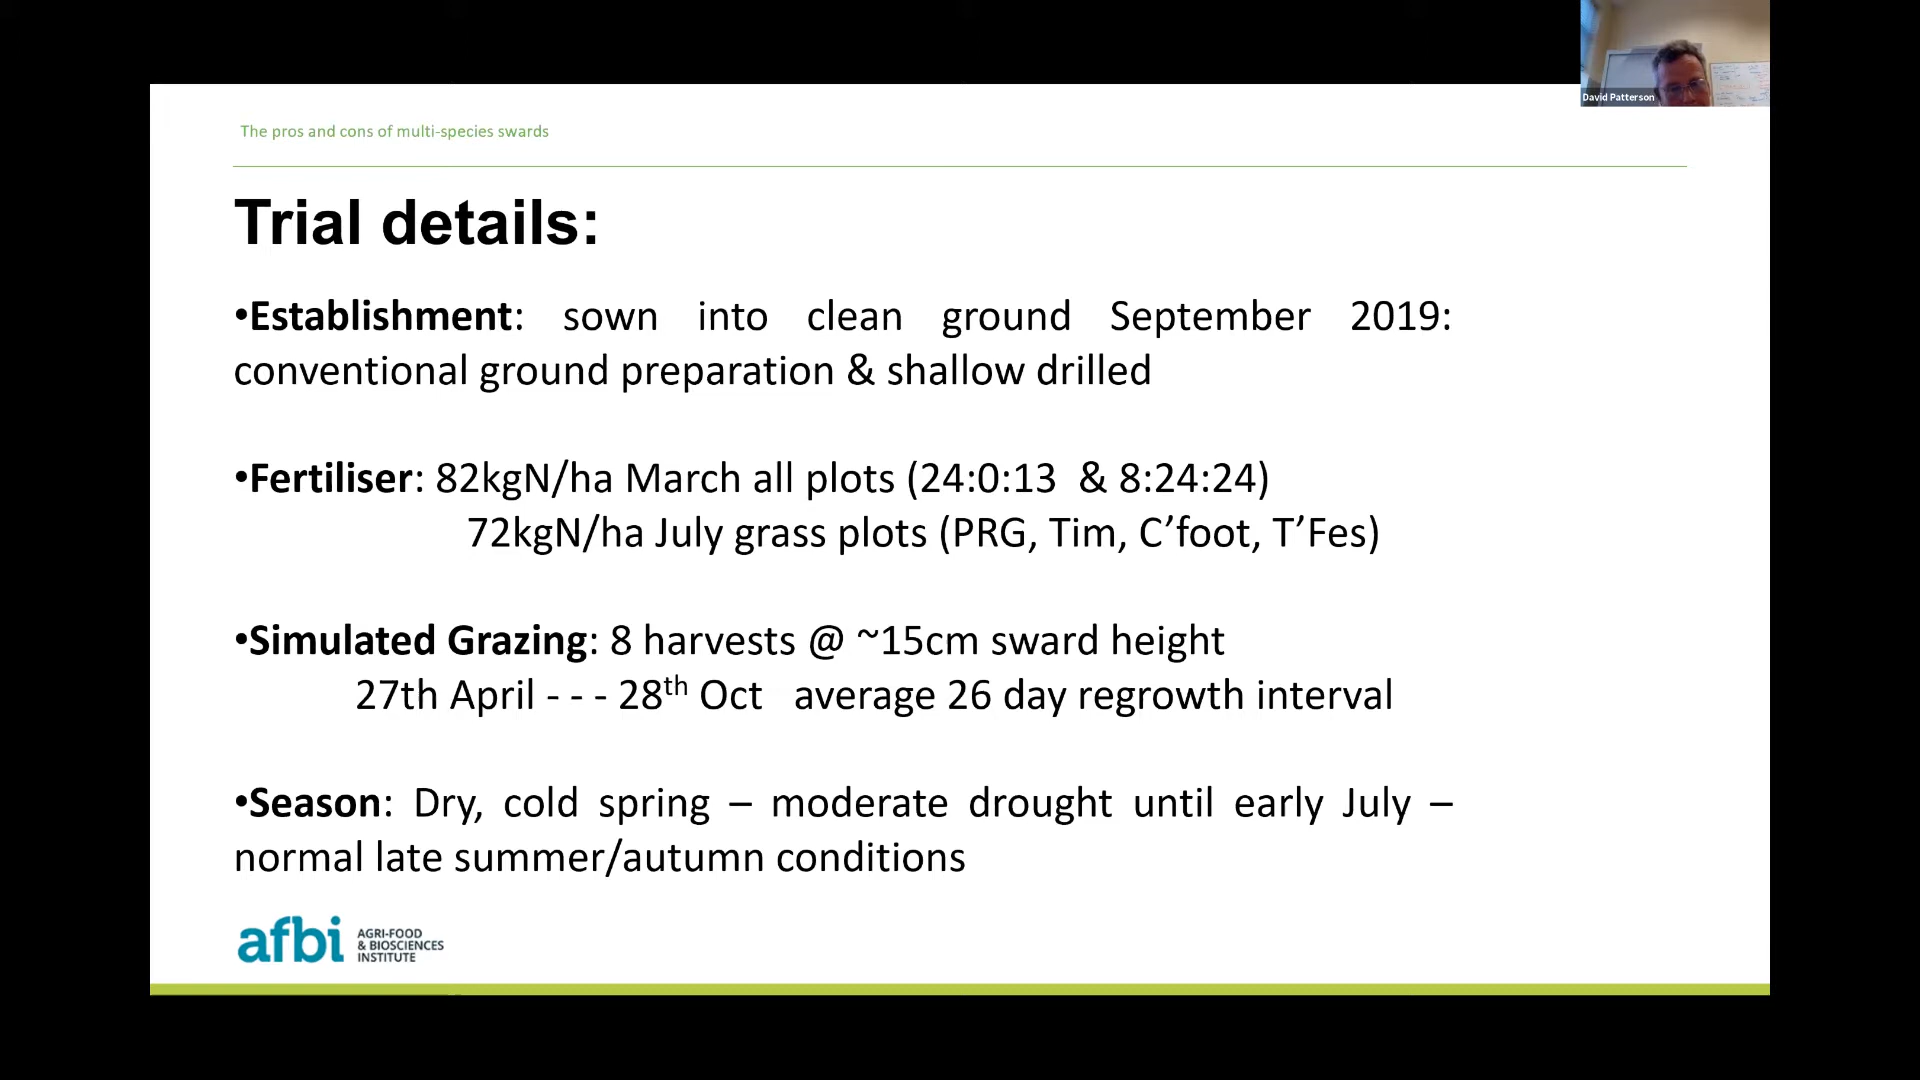 David Patterson
The pros and cons of multi-species swards
Trial details:
•Establishment: sown into clean ground September 2019:
conventional ground preparation & shallow drilled
•Fertiliser: 82kgN/ha March all plots (24:0:13 & 8:24:24)
72kgN/ha July grass plots (PRG, Tim, C’foot, T’Fes)
•Simulated Grazing: 8 harvests @ ~15cm sward height
27th April - - - 28th Oct average 26 day regrowth interval
•Season: Dry, cold spring – moderate drought until early July –
normal late summer/autumn conditions
afbi AGRI-FOOD
& BIOSCIENCES
INSTITUTE